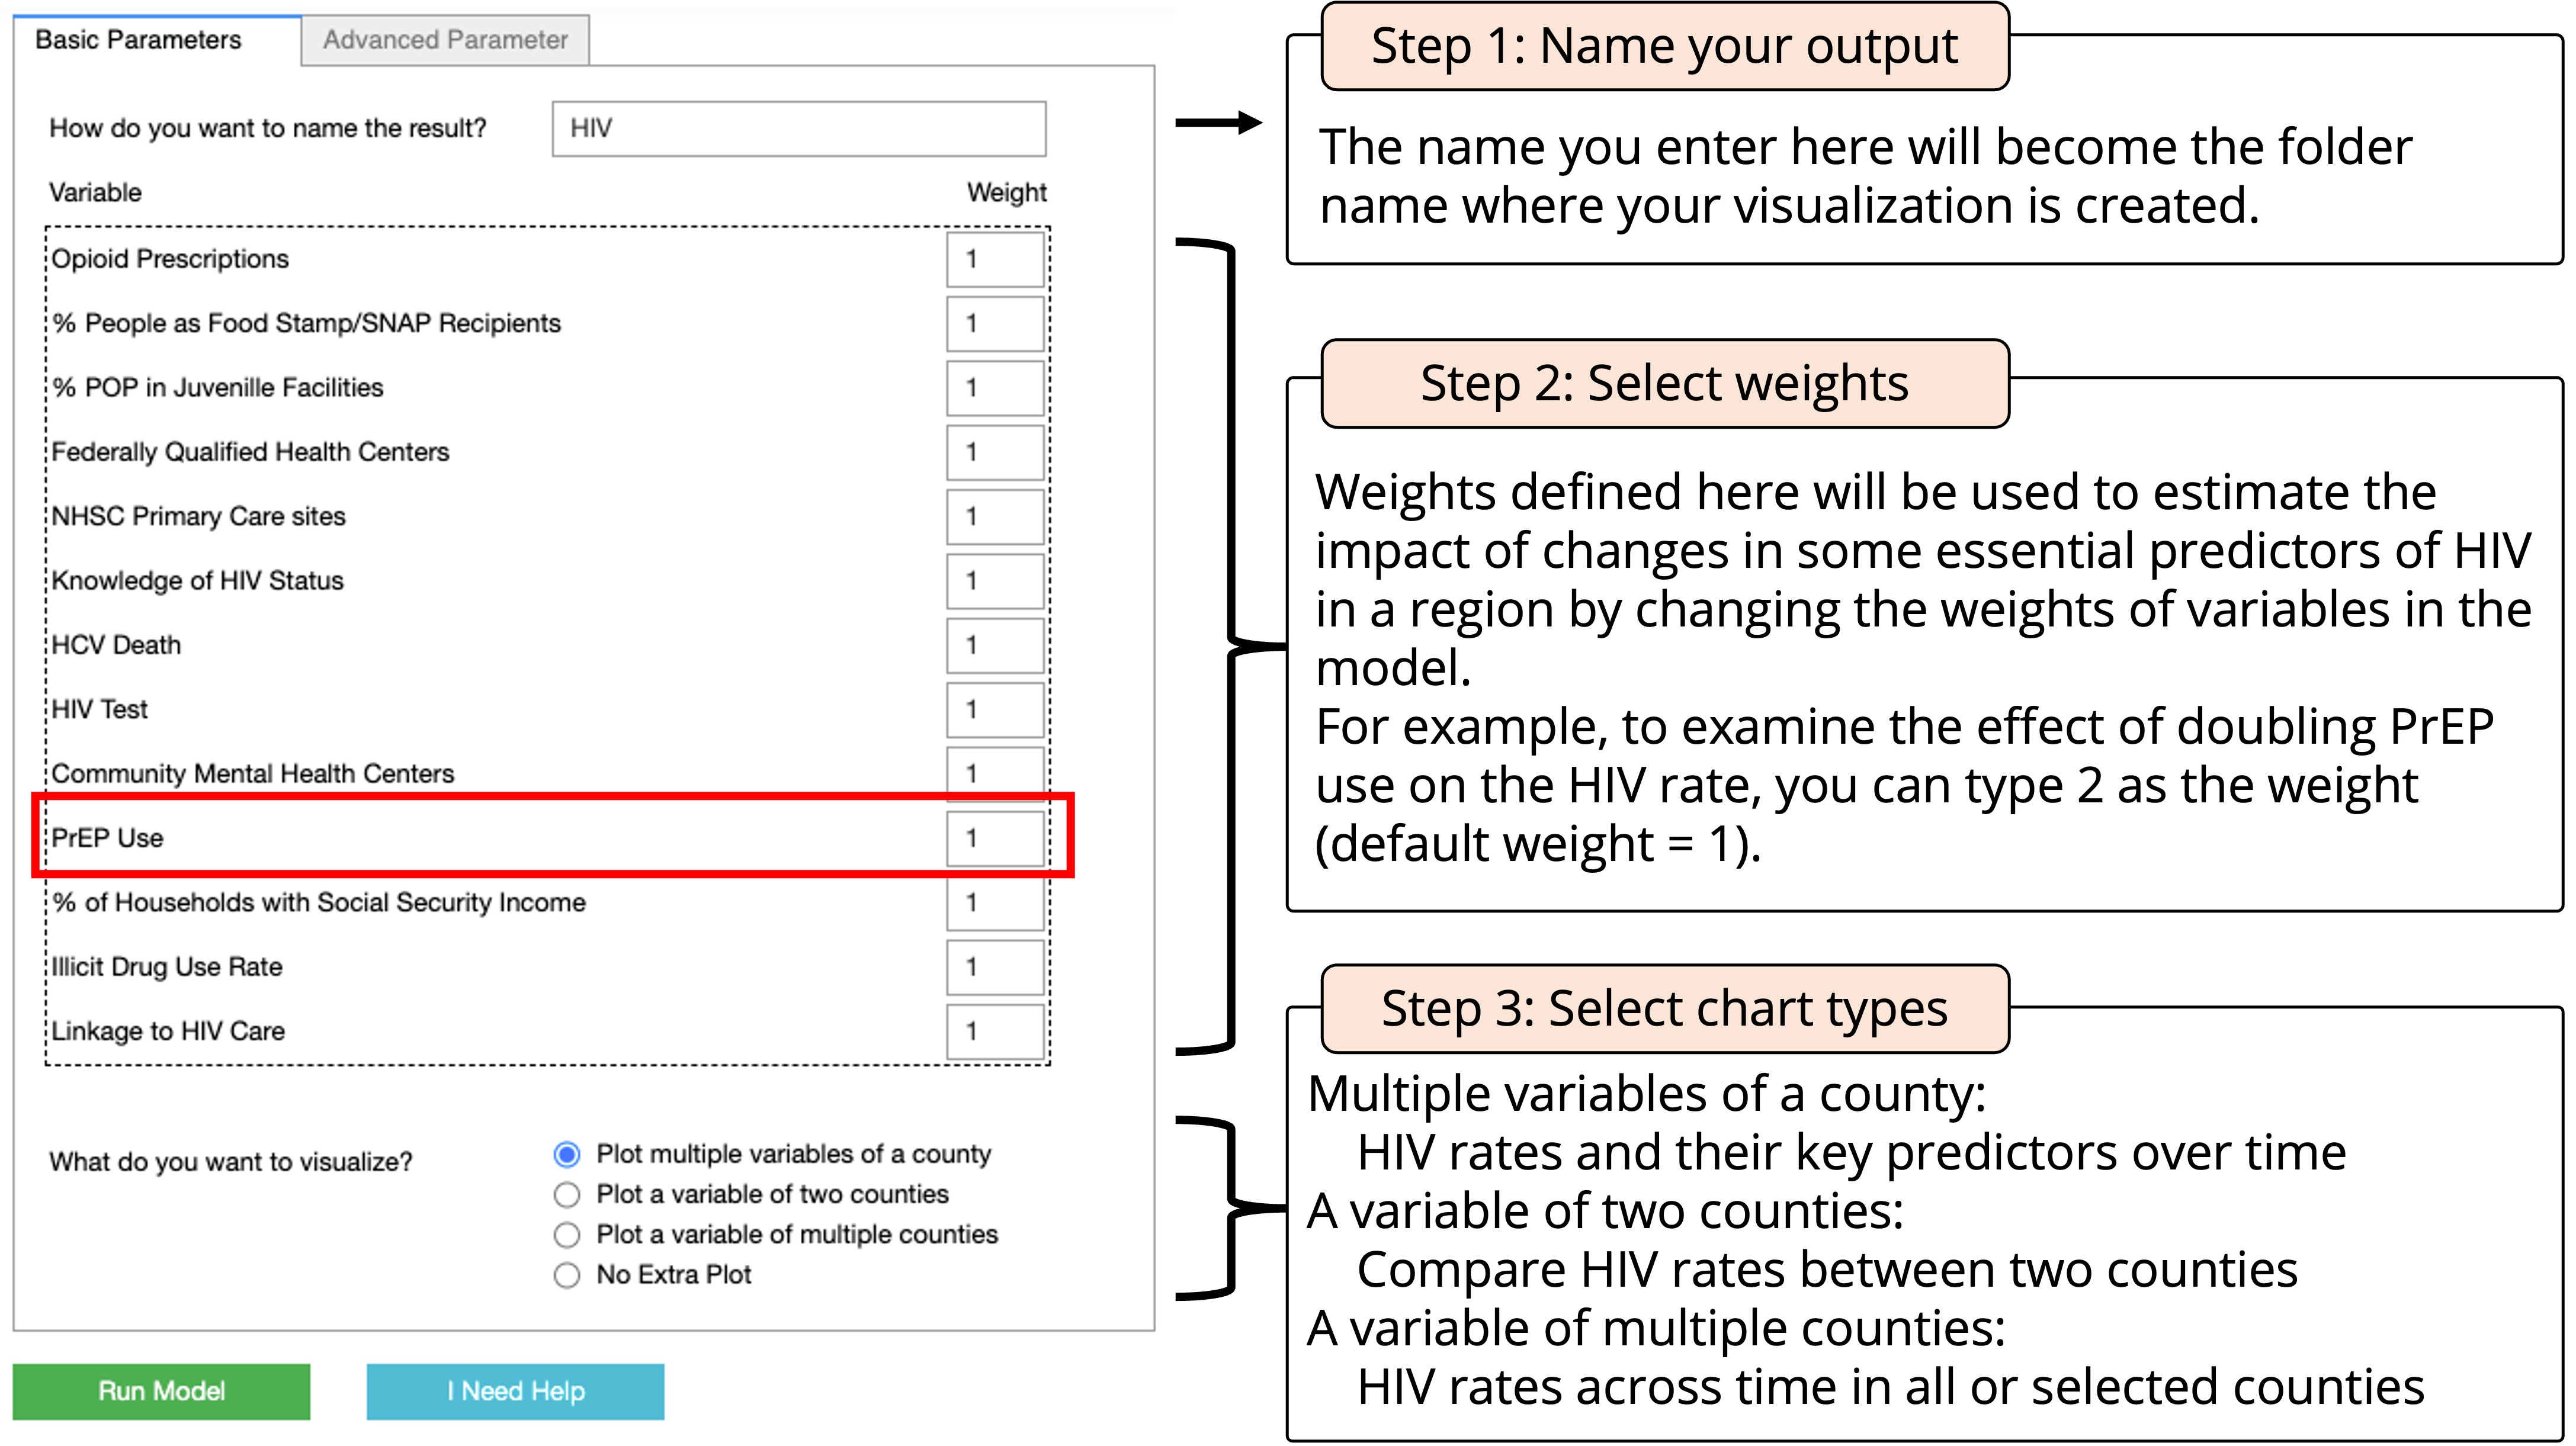 Basic Parameters
Advanced Parameter
How do you want to name the result?
HIV
Variable
Weight
Opioid Prescriptions
1
% People as Food Stamp/SNAP Recipients
1
% POP in Juvenille Facilities
1
Federally Qualified Health Centers
1
NHSC Primary Care sites
1
Knowledge of HIV Status
1
HCV Death
1
HIV Test
1
Community Mental Health Centers
1
PrEP Use
1
% of Households with Social Security Income
1
Illicit Drug Use Rate
1
Linkage to HIV Care
1
What do you want to visualize?
Plot multiple variables of a county
Plot a variable of two counties
Plot a variable of multiple counties
No Extra Plot
Run Model
I Need Help
Step 1: Name your output
The name you enter here will become the folder
name where your visualization is created.
Step 2: Select weights
Weights defined here will be used to estimate the
impact of changes in some essential predictors of HIV
in a region by changing the weights of variables in the
model.
For example, to examine the effect of doubling PrEP
use on the HIV rate, you can type 2 as the weight
(default weight = 1).
Step 3: Select chart types
Multiple variables of a county:
HIV rates and their key predictors over time
A variable of two counties:
Compare HIV rates between two counties
A variable of multiple counties:
HIV rates across time in all or selected counties